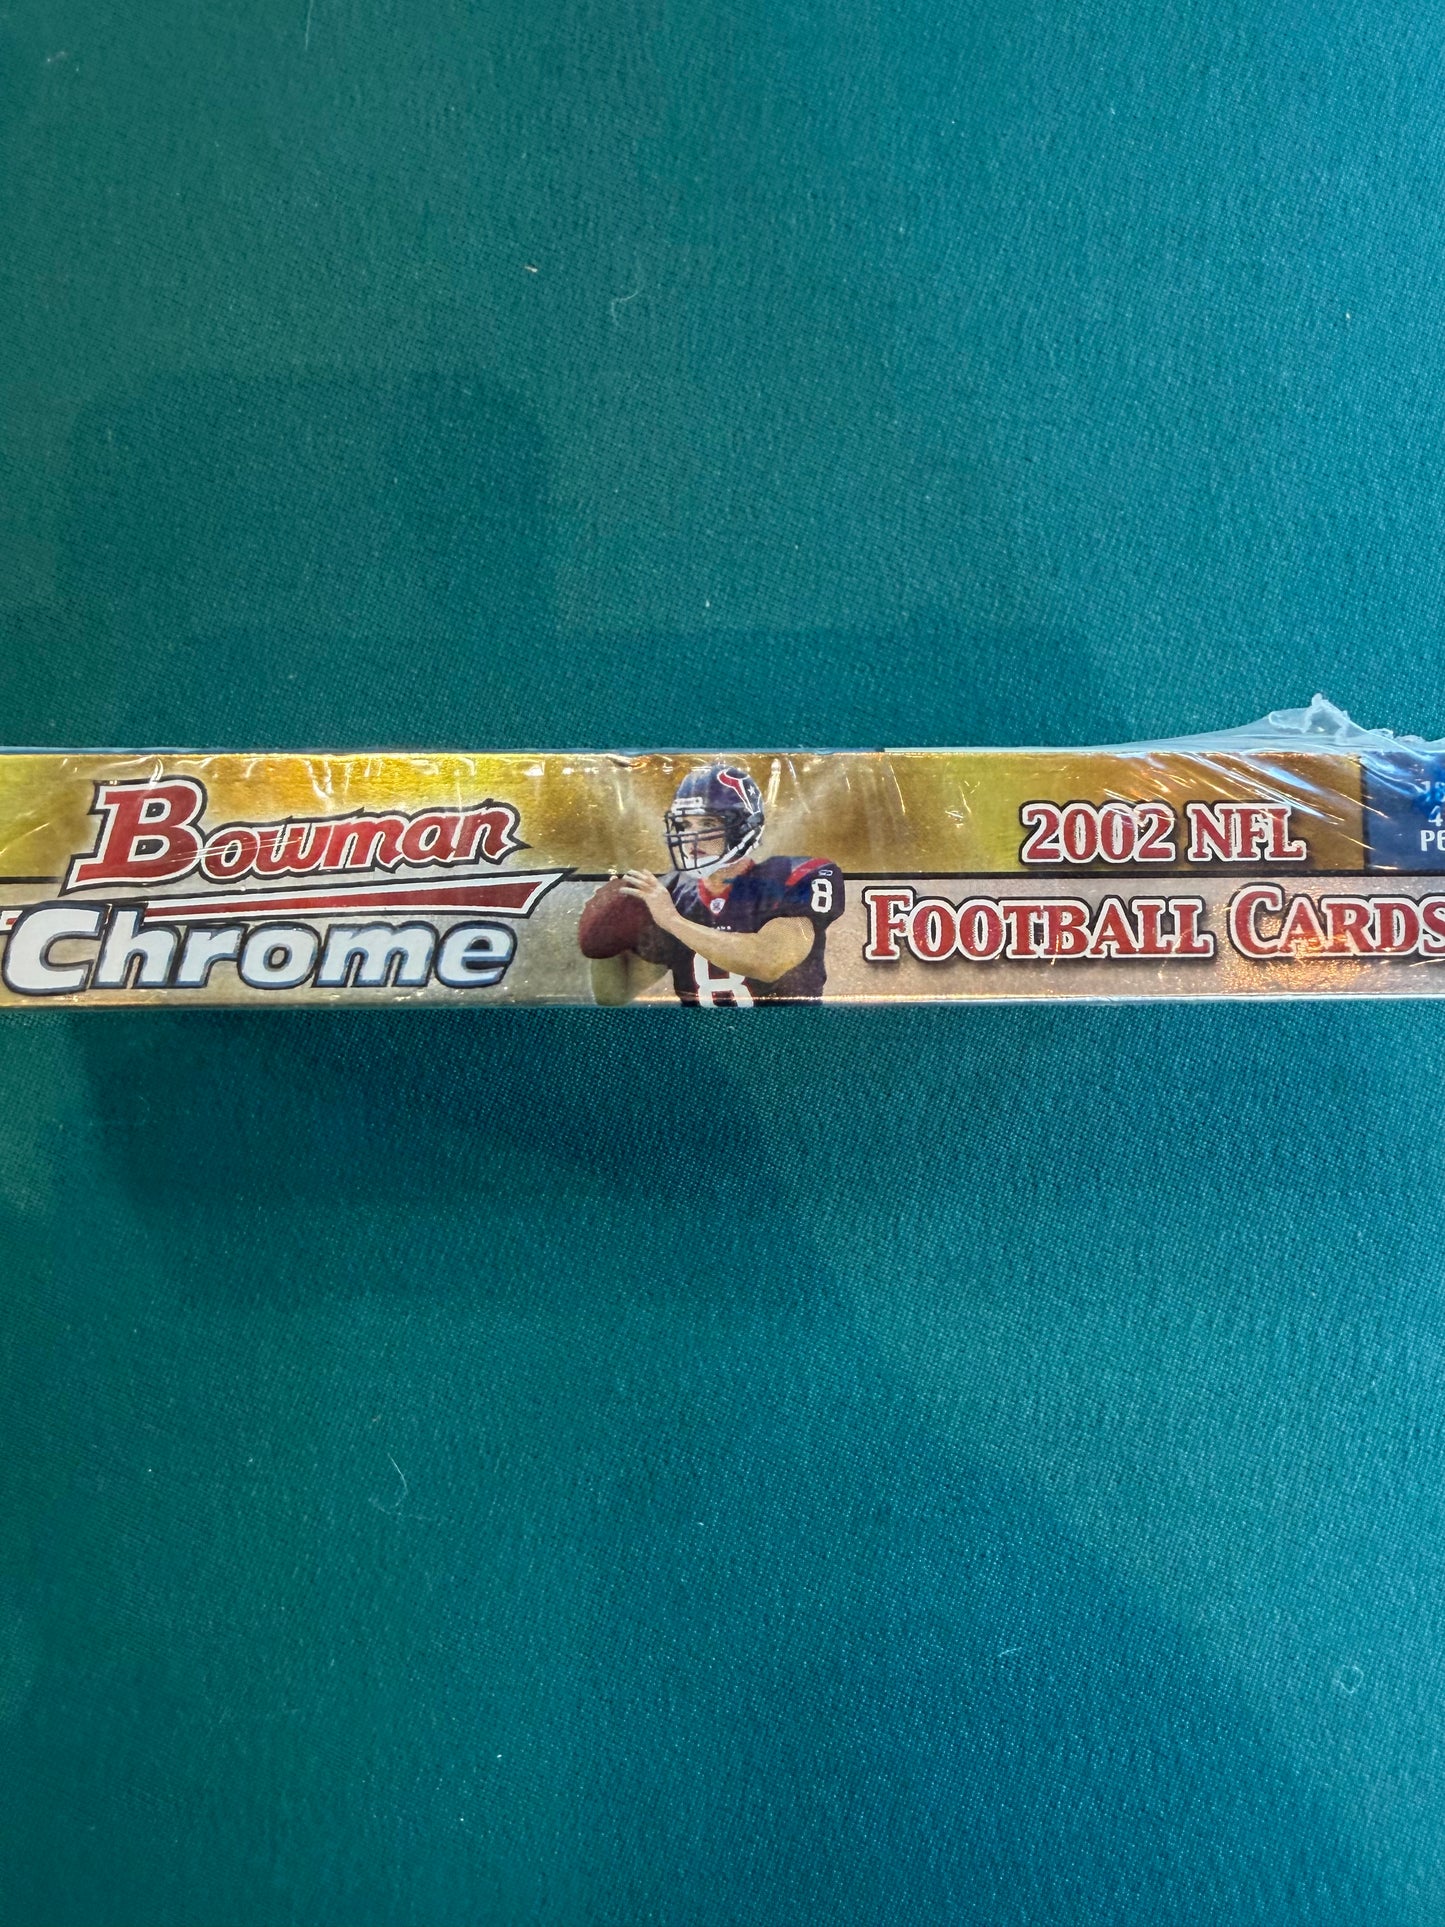 Bowman
Chrome
8
8
2002 NFL
FOOTBALL CARDS